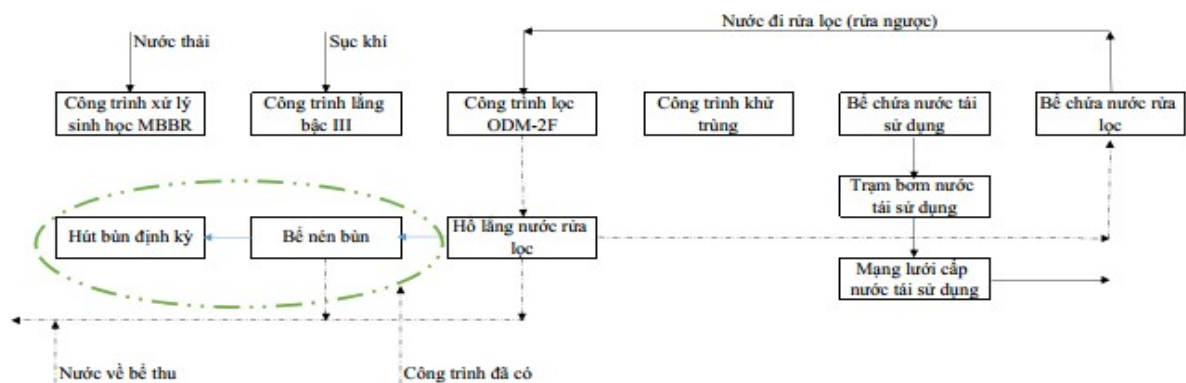 Nước đi rửa lọc (rửa ngược)
Nước thải
Sục khí
Công trình xử lý
sinh học MBBR
Công trình lắng
bậc III
Công trình lọc
ODM-2F
Công trình khử
trùng
Bể chứa nước tái
sử dụng
Bể chứa nước rửa
lọc
Trạm bơm nước
tái sử dụng
Hút bùn định kỳ
Bể nén bùn
Hồ lắng nước rửa
lọc
Mạng lưới cấp
nước tái sử dụng
Nước về bể thu
Công trình đã có